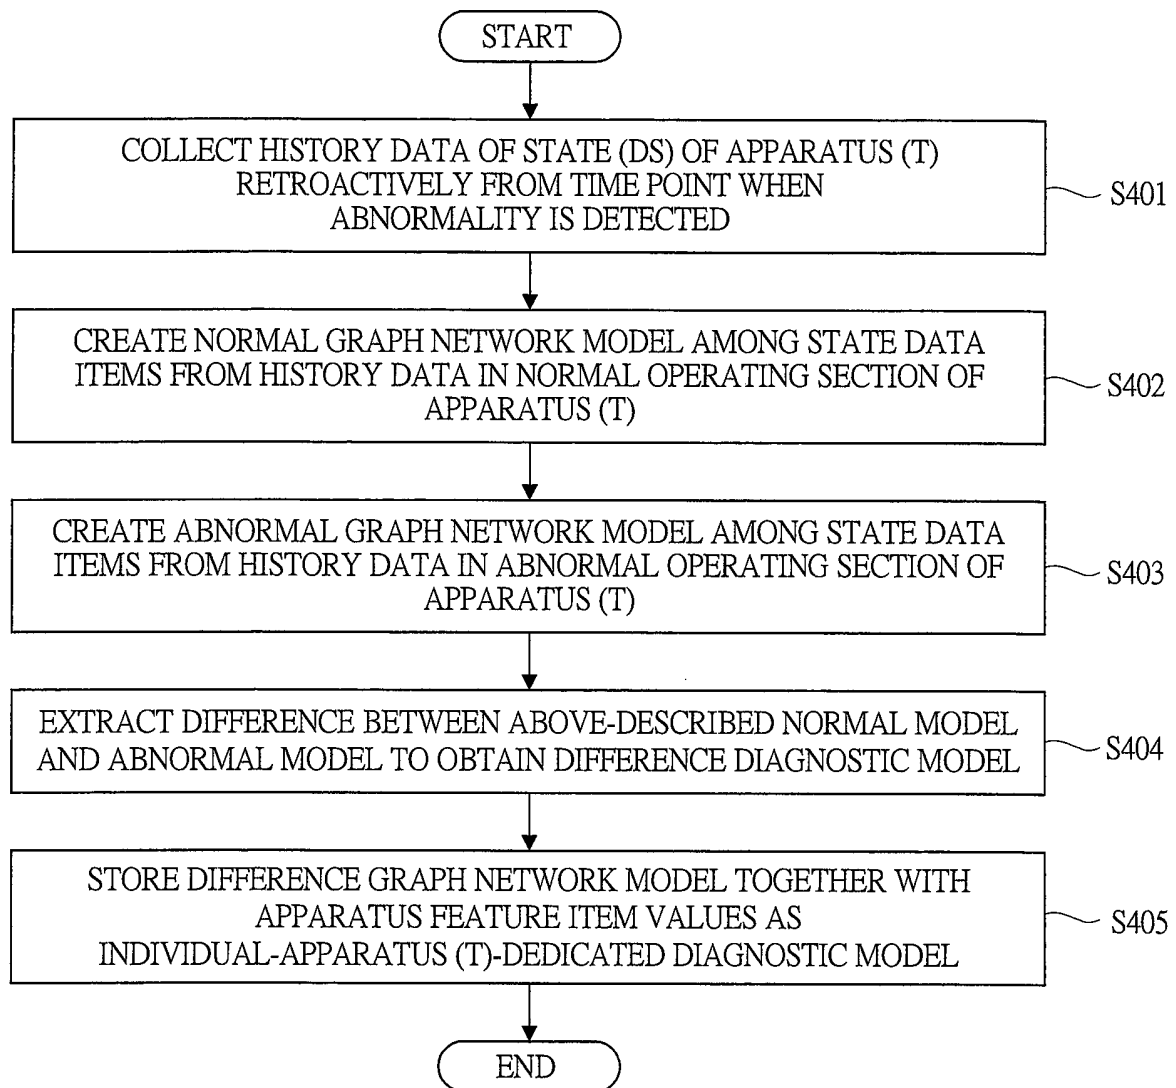 START
COLLECT HISTORY DATA OF STATE (DS) OF APPARATUS (T)
RETROACTIVELY FROM TIME POINT WHEN
ABNORMALITY IS DETECTED
S401
CREATE NORMAL GRAPH NETWORK MODEL AMONG STATE DATA
ITEMS FROM HISTORY DATA IN NORMAL OPERATING SECTION OF
APPARATUS (T)
S402
CREATE ABNORMAL GRAPH NETWORK MODEL AMONG STATE DATA
ITEMS FROM HISTORY DATA IN ABNORMAL OPERATING SECTION OF
APPARATUS (T)
S403
EXTRACT DIFFERENCE BETWEEN ABOVE-DESCRIBED NORMAL MODEL
AND ABNORMAL MODEL TO OBTAIN DIFFERENCE DIAGNOSTIC MODEL
S404
STORE DIFFERENCE GRAPH NETWORK MODEL TOGETHER WITH
APPARATUS FEATURE ITEM VALUES AS
INDIVIDUAL-APPARATUS (T)-DEDICATED DIAGNOSTIC MODEL
S405
END